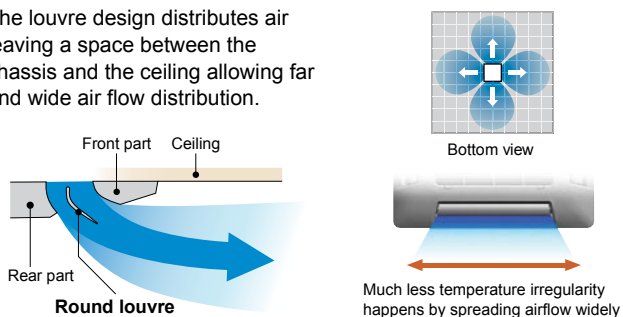 he louvre design distributes air
eaving a space between the
hassis and the ceiling allowing far
nd wide air flow distribution.
Front part
Ceiling
Rear part
Round louvre
Bottom view
Much less temperature irregularity
happens by spreading airflow widely